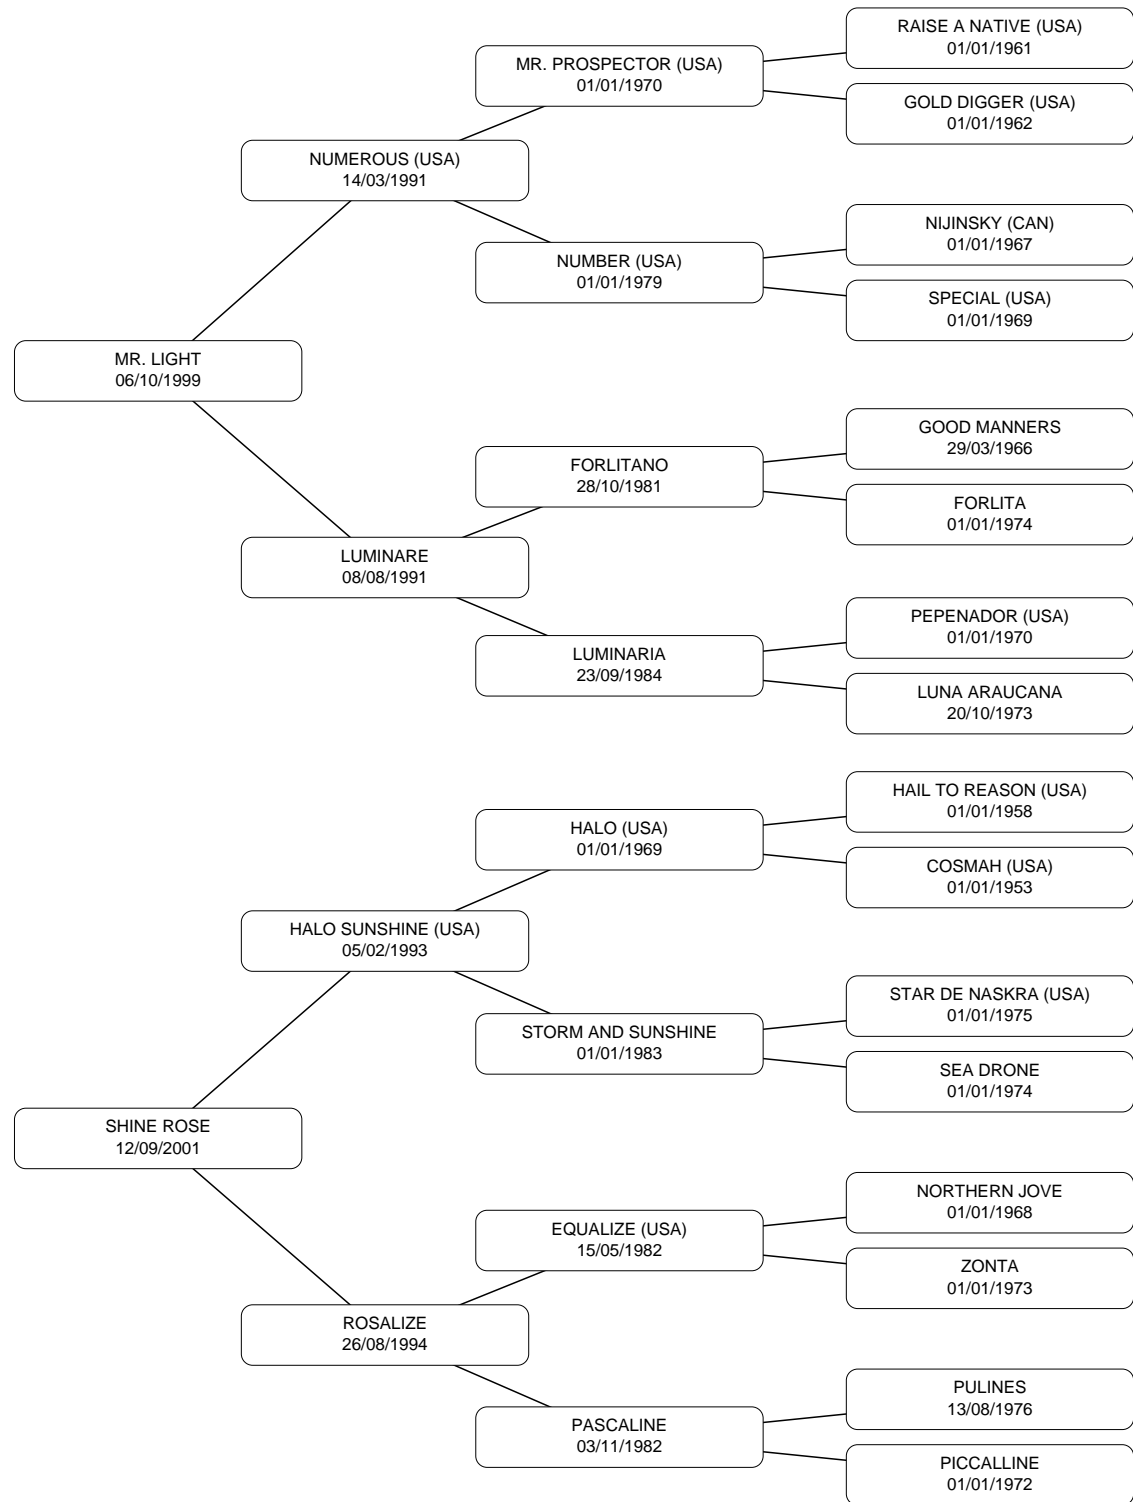 RAISE A NATIVE (USA)
01/01/1961
MR. PROSPECTOR (USA)
01/01/1970
GOLD DIGGER (USA)
01/01/1962
NUMEROUS (USA)
14/03/1991
NIJINSKY (CAN)
01/01/1967
NUMBER (USA)
01/01/1979
SPECIAL (USA)
01/01/1969
MR. LIGHT
06/10/1999
GOOD MANNERS
29/03/1966
FORLITANO
28/10/1981
FORLITA
01/01/1974
LUMINARE
08/08/1991
PEPENADOR (USA)
01/01/1970
LUMINARIA
23/09/1984
LUNA ARAUCANA
20/10/1973
HAIL TO REASON (USA)
01/01/1958
HALO (USA)
01/01/1969
COSMAH (USA)
01/01/1953
HALO SUNSHINE (USA)
05/02/1993
STAR DE NASKRA (USA)
01/01/1975
STORM AND SUNSHINE
01/01/1983
SEA DRONE
01/01/1974
SHINE ROSE
12/09/2001
NORTHERN JOVE
01/01/1968
EQUALIZE (USA)
15/05/1982
ZONTA
01/01/1973
ROSALIZE
26/08/1994
PULINES
13/08/1976
PASCALINE
03/11/1982
PICCALLINE
01/01/1972